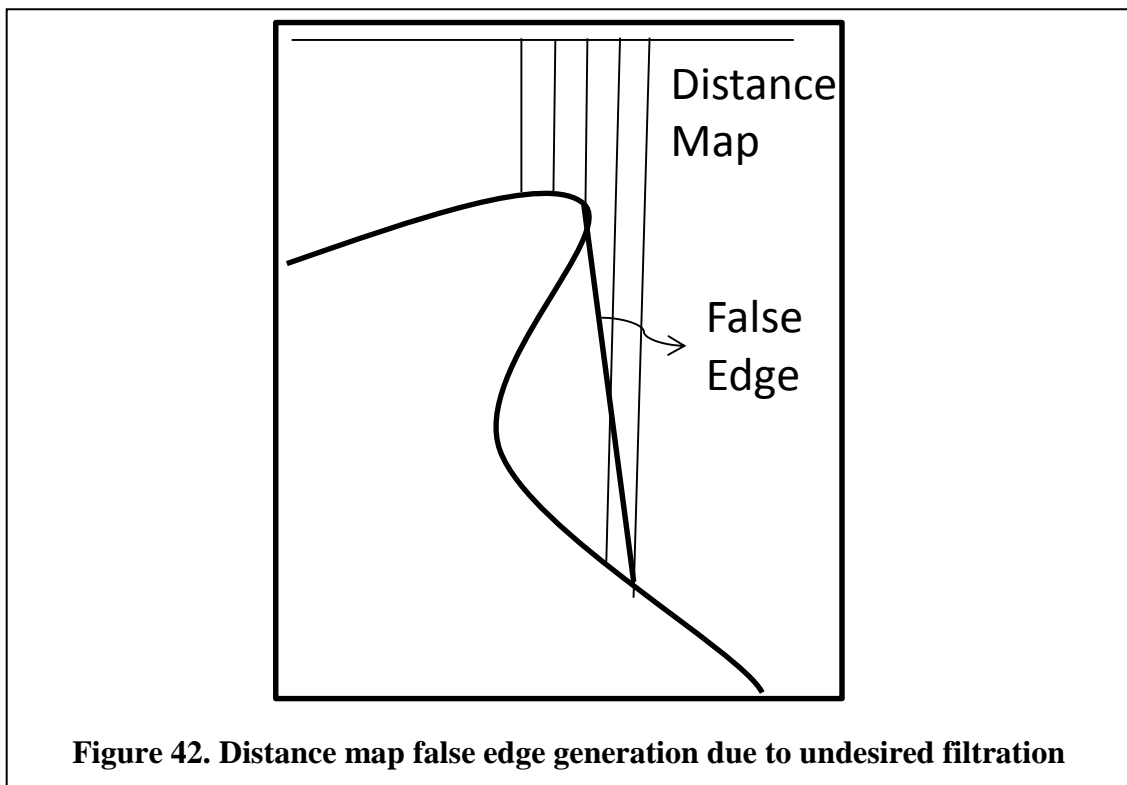 Distance
Map
False
Edge
Figure 42. Distance map false edge generation due to undesired filtration